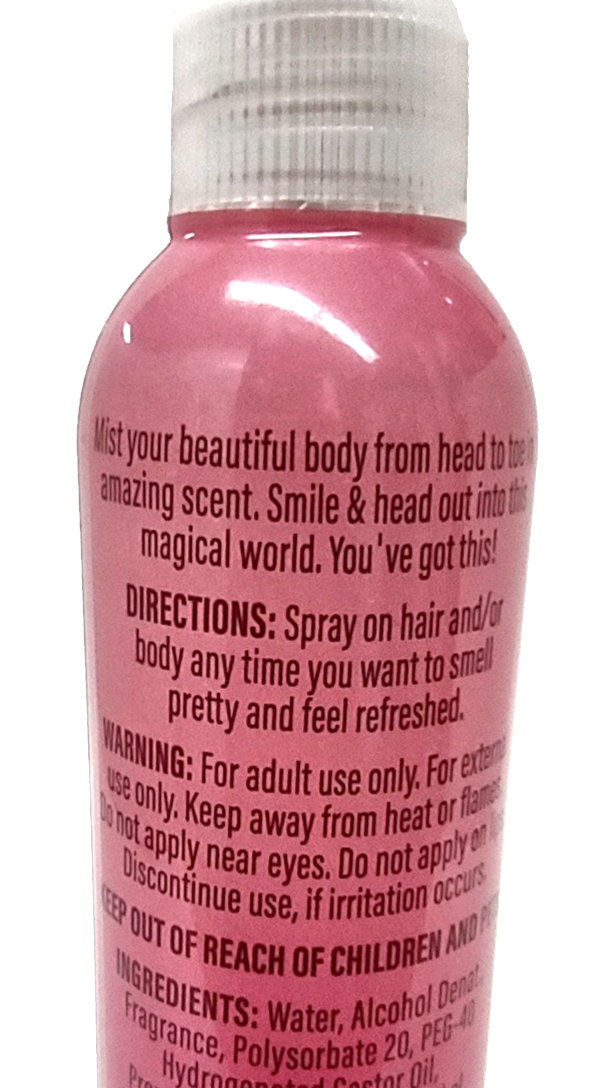 Mist your beautiful body from head to toe in
amazing scent. Smile & head out into this
magical world. You've got this!
DIRECTIONS: Spray on hair and/or
body any time you want to smell
pretty and feel refreshed.
WARNING: For adult use only. For external
use only. Keep away from heat or flames
Do not apply near eyes. Do not apply on
Discontinue use, if irritation occurs.
KEEP OUT OF REACH OF CHILDREN AND
INGREDIENTS: Water, Alcohol Denat.,
Fragrance, Polysorbate 20, PEG-40
Hydrogenated Castor Oil,